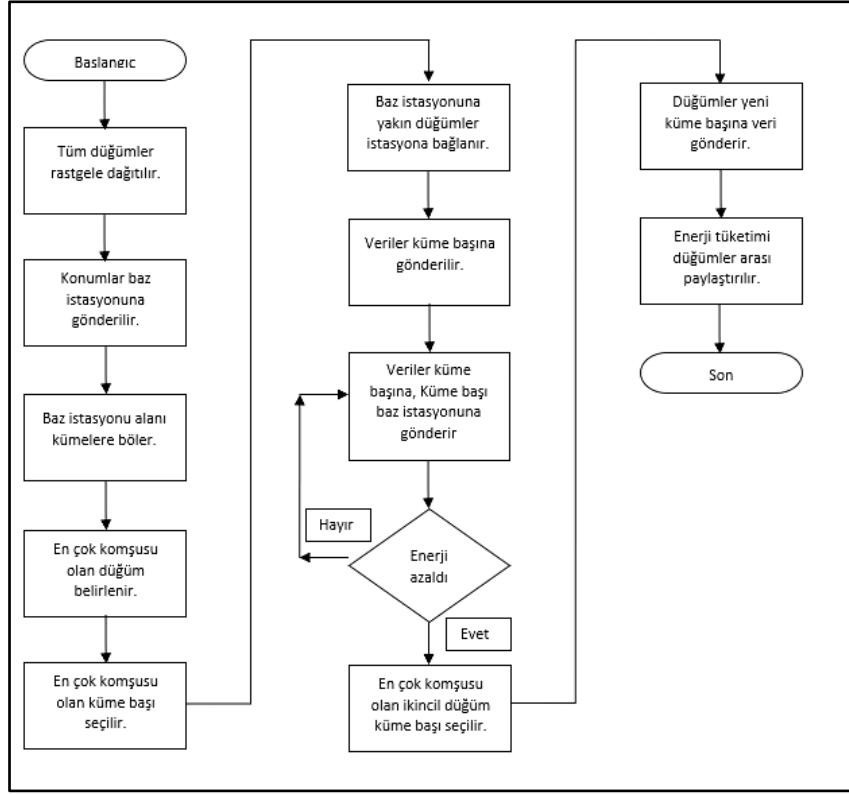 Baslangıc
Tüm düğümler
rastgele dağıtılır.
Konumlar baz
istasyonuna
gönderilir.
Baz istasyonu alanı
kümelere böler.
En çok komşusu
olan düğüm
belirlenir.
En çok komşusu
olan küme başı
seçilir.
Baz istasyonuna
yakın düğümler
istasyona bağlanır.
Veriler küme başına
gönderilir.
Veriler küme
başına, Küme başı
baz istasyonuna
gönderir
Hayır
Enerji
azaldı
Evet
En çok komşusu
olan ikincil düğüm
küme başı seçilir.
Düğümler yeni
küme başına veri
gönderir.
Enerji tüketimi
düğümler arası
paylaştırılır.
Son